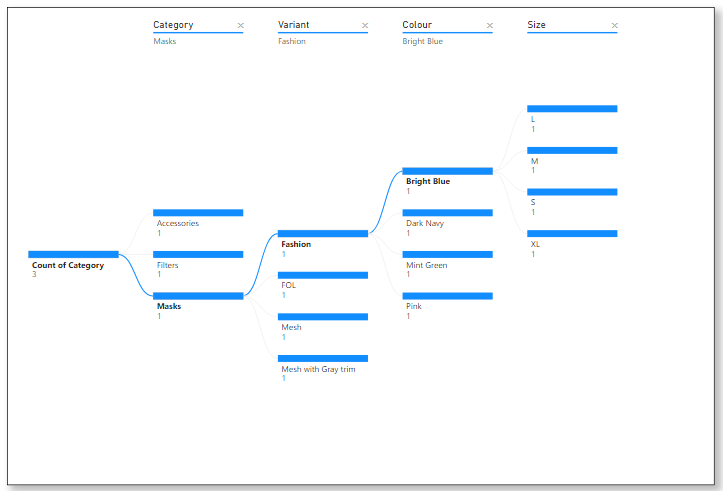 Category × Variant × Colour × Size ×
Masks Fashion Bright Blue
L
1
M
1
Bright Blue
1
S
1
Accessories
1
Dark Navy
1
XL
1
Fashion
1
Count of Category
3
Filters
1
Mint Green
1
FOL
1
Masks
1
Pink
1
Mesh
1
Mesh with Gray trim
1